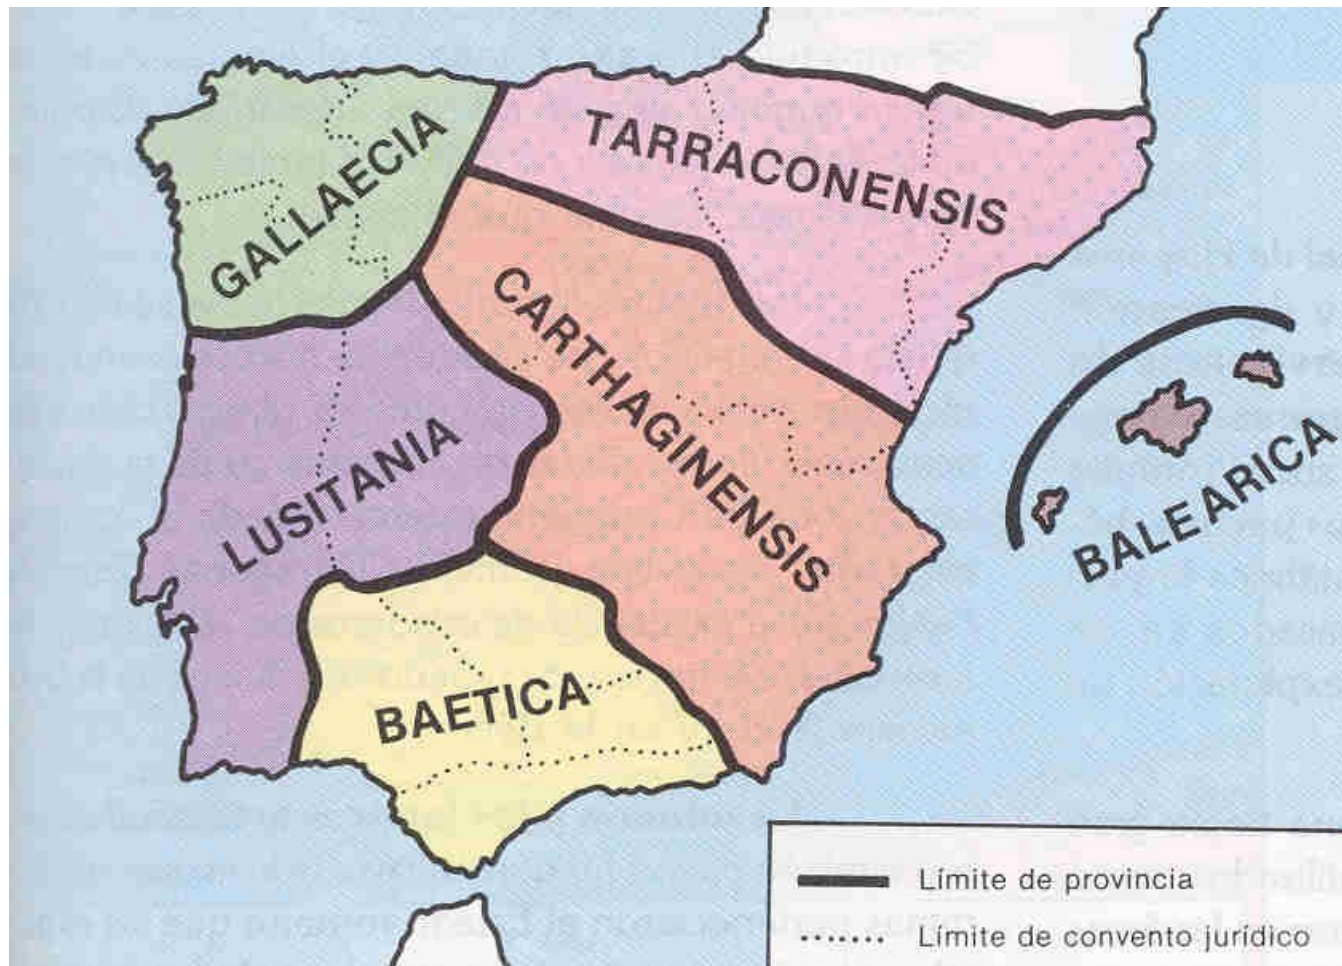 GALLAECIA
TARRACONENSIS
CARTHAGINENSIS
LUSITANIA
BALEARICA
BAETICA
Límite de provincia
Límite de convento jurídico